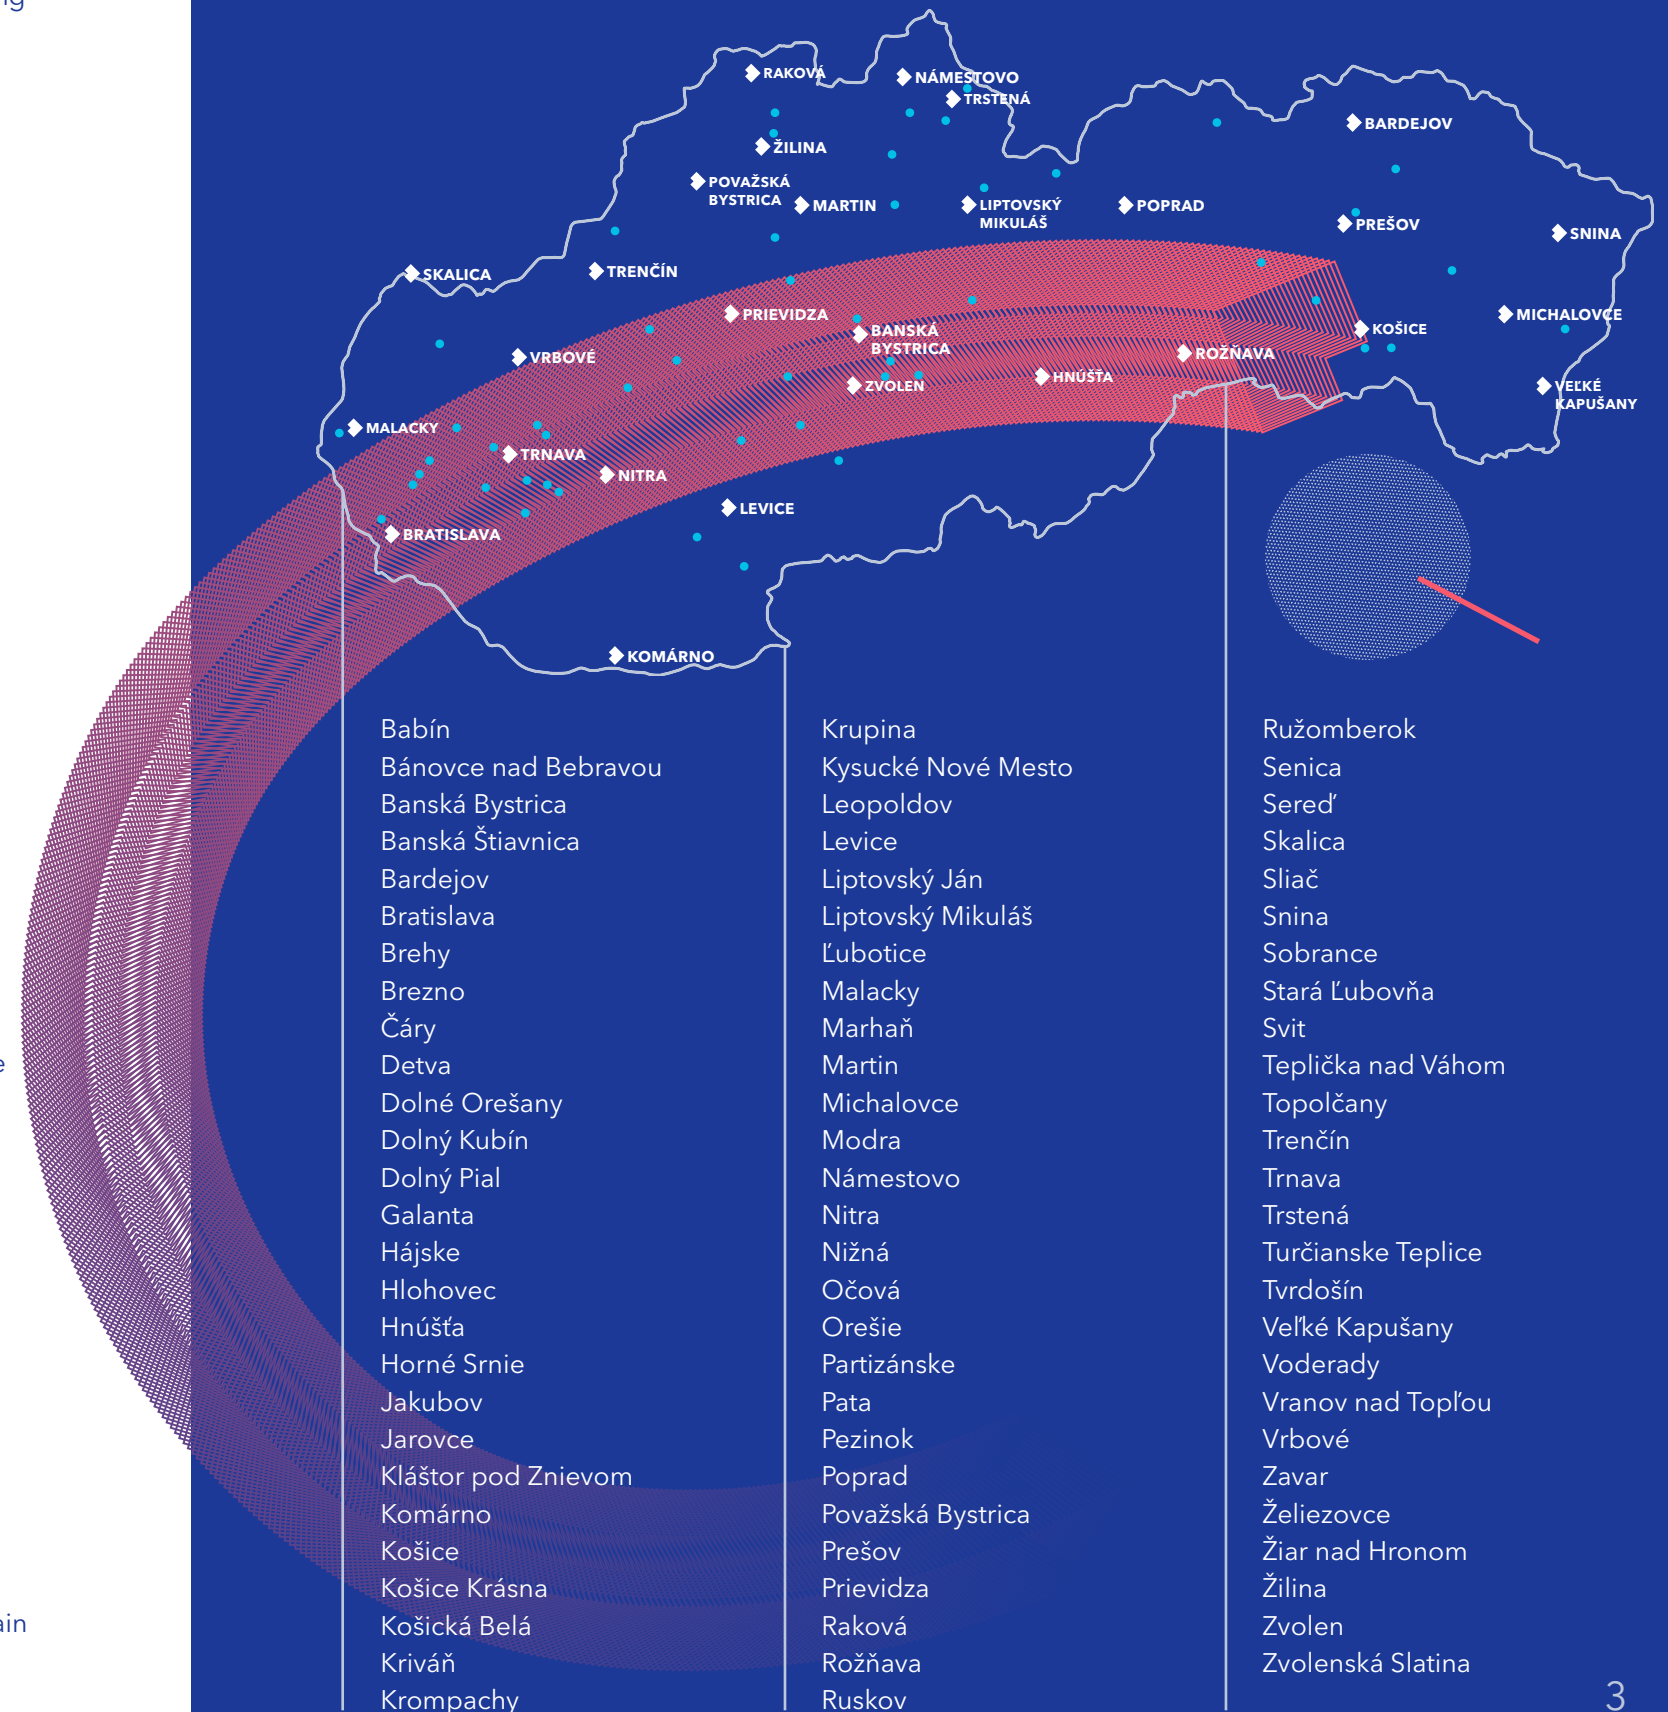 RAKOVÁ
NÁMESTOVO
TRSTENÁ
BARDEJOV
ŽILINA
POVAŽSKÁ
BYSTRICA
MARTIN
LIPTOVSKÝ
MIKULÁŠ
POPRAD
PREŠOV
SNINA
SKALICA
TRENČÍN
PRIEVIDZA
BANSKÁ
BYSTRICA
KOŠICE
MICHALOVCE
VRBOVÉ
ROŽŇAVA
ZVOLEN
HNÚŠŤA
VEĽKÉ
KAPUŠANY
MALACKY
TRNAVA
NITRA
LEVICE
BRATISLAVA
KOMÁRNO
Babín
Bánovce nad Bebravou
Banská Bystrica
Banská Štiavnica
Bardejov
Bratislava
Brehy
Brezno
Čáry
Detva
Dolné Orešany
Dolný Kubín
Dolný Pial
Galanta
Hájske
Hlohovec
Hnúšťa
Horné Srnie
Jakubov
Jarovce
Kláštor pod Znievom
Komárno
Košice
Košice Krásna
Košická Belá
Kriváň
Krompachy
Krupina
Kysucké Nové Mesto
Leopoldov
Levice
Liptovský Ján
Liptovský Mikuláš
Ľubotice
Malacky
Marhaň
Martin
Michalovce
Modra
Námestovo
Nitra
Nižná
Očová
Orešie
Partizánske
Pata
Pezinok
Poprad
Považská Bystrica
Prešov
Prievidza
Raková
Rožňava
Ruskov
Ružomberok
Senica
Sereď
Skalica
Sliač
Snina
Sobrance
Stará Ľubovňa
Svit
Teplička nad Váhom
Topolčany
Trenčín
Trnava
Trstená
Turčianske Teplice
Tvrdošín
Veľké Kapušany
Voderady
Vranov nad Topľou
Vrbové
Zavar
Želiezovce
Žiar nad Hronom
Žilina
Zvolen
Zvolenská Slatina
3